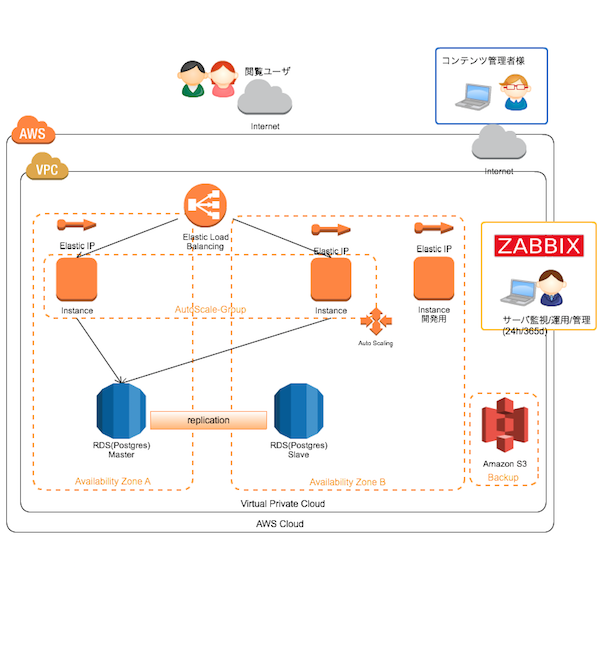 閲覧ユーザ
Internet
コンテンツ管理者様
Internet
AWS
VPC
Elastic Load
Balancing
Elastic IP
Elastic IP
Elastic IP
Instance
Instance
Instance
開発用
AutoScale-Group
Auto Scaling
ZABBIX
サーバ監視/運用/管理
(24h/365d)
RDS(Postgres)
Master
replication
RDS(Postgres)
Slave
Amazon S3
Backup
Availability Zone A
Availability Zone B
Virtual Private Cloud
AWS Cloud